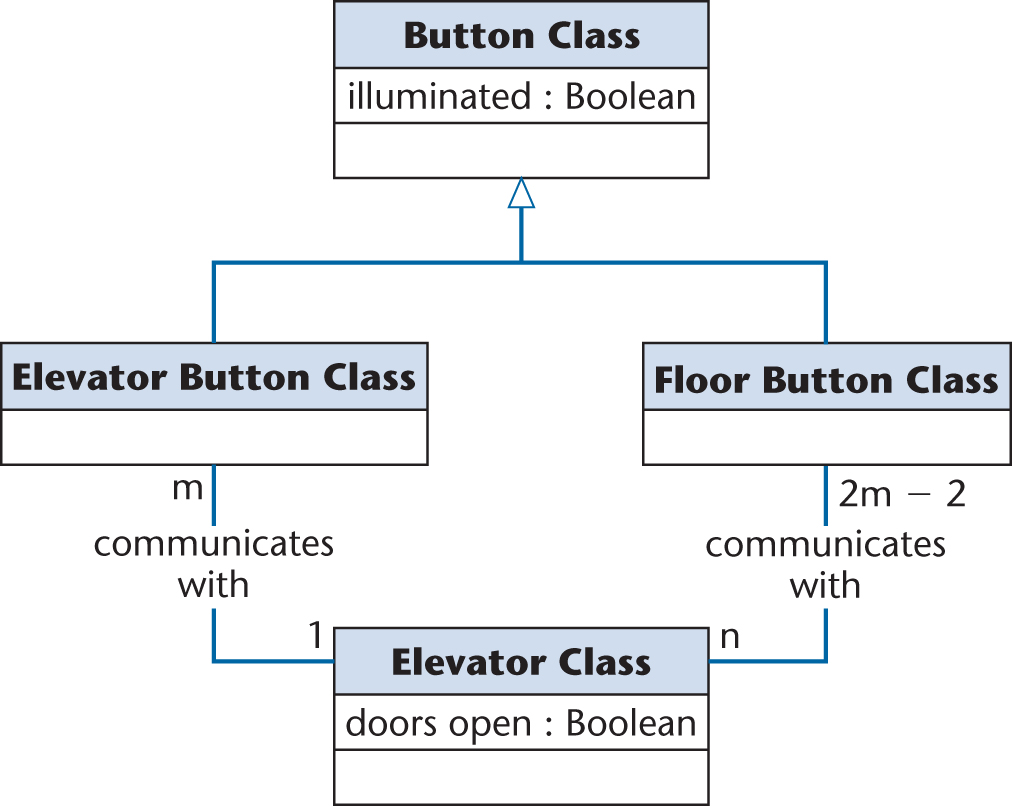 Button Class
illuminated : Boolean
Elevator Button Class
Floor Button Class
m
2m − 2
communicates
with
communicates
with
1
n
Elevator Class
doors open : Boolean